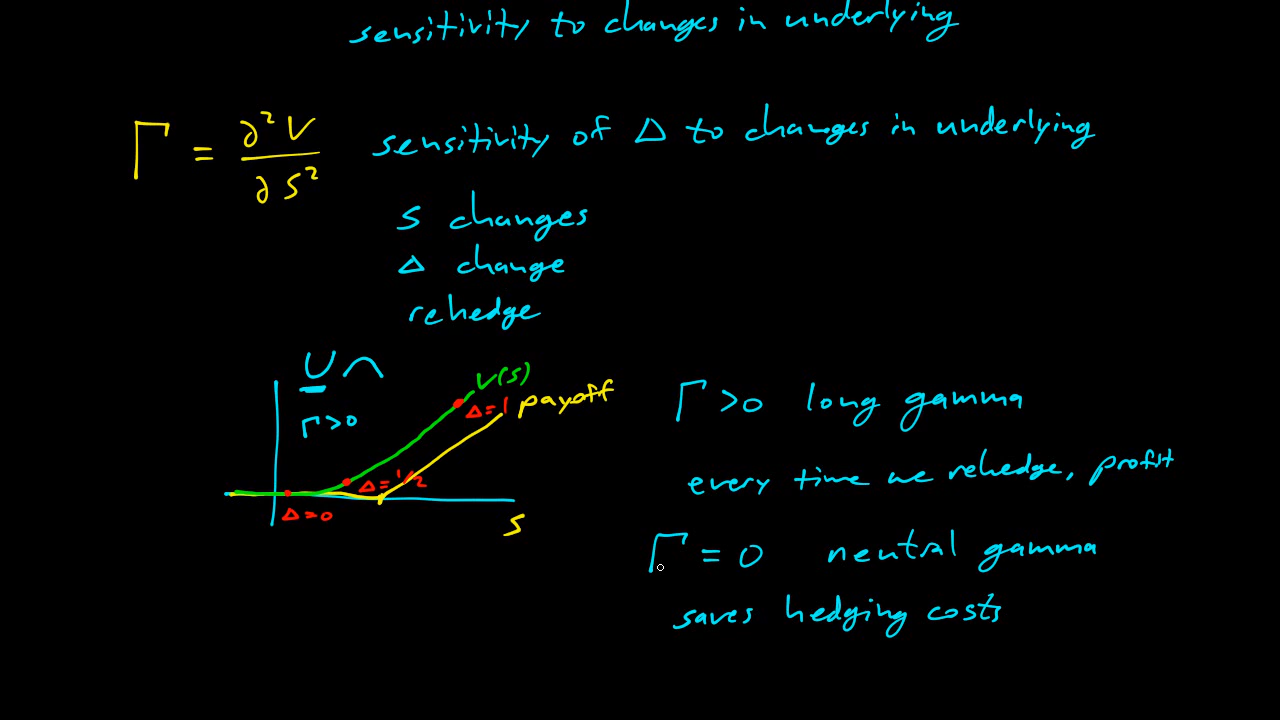 sensitivity to changes in underlying
Γ = ∂²V / ∂S² sensitivity of Δ to changes in underlying
S changes
Δ change
rehedge
U ∩
Γ>0
V(S)
Δ=1
payoff
Δ=1/2
Δ=0
S
Γ>0 long gamma
every time we rehedge, profit
Γ=0 neutral gamma
saves hedging costs